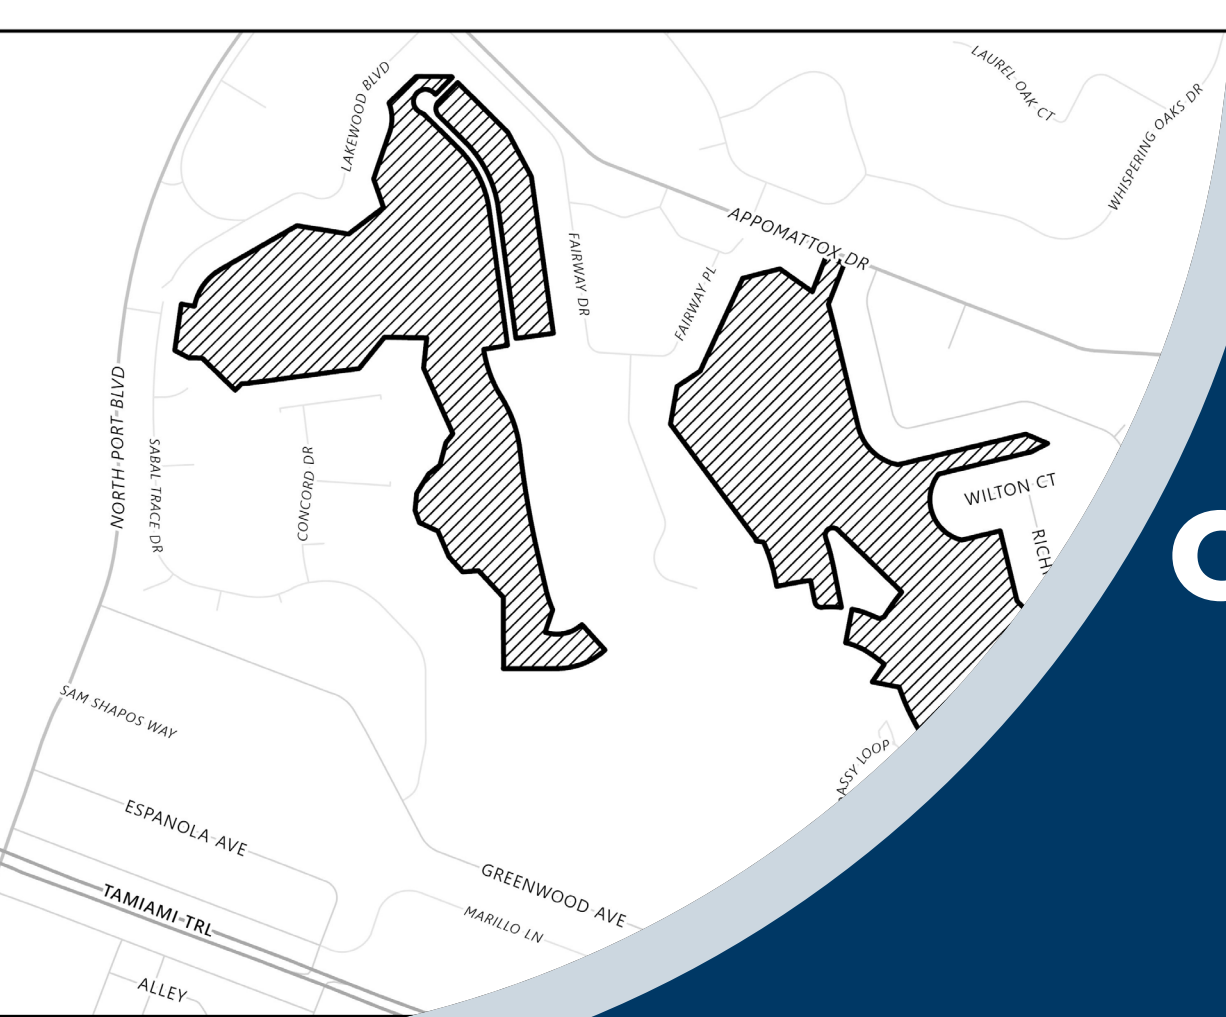 LAKEWOOD BLVD
LAUREL OAK CT
WHISPERING OAKS DR
APPOMATTOX DR
FAIRWAY DR
FAIRWAY PL
NORTH PORT BLVD
SABAL TRACE DR
CONCORD DR
WILTON CT
SAM SHAPOS WAY
ESPANOLA AVE
TAMIAMI TRL
GREENWOOD AVE
MARILLO LN
ALLEY
LOOP